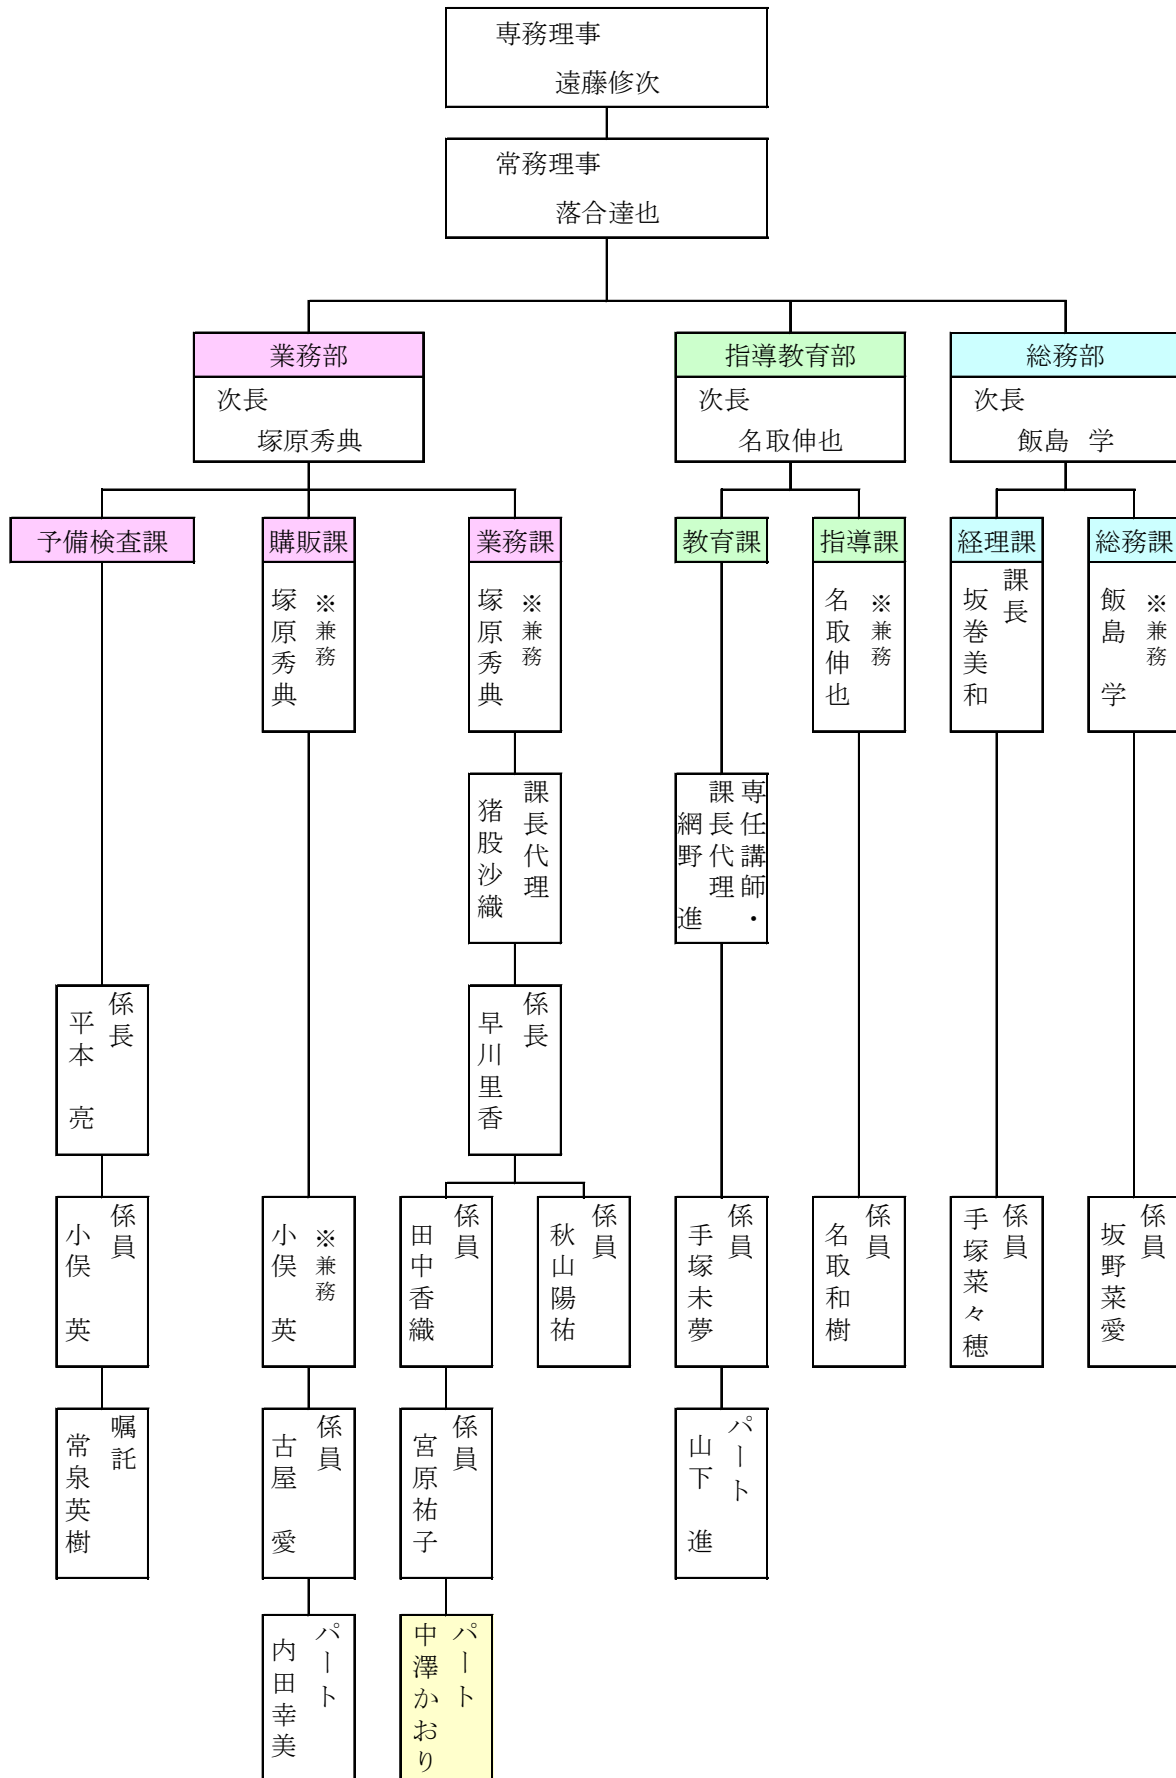 専務理事
遠藤修次
常務理事
落合達也
業務部
次長
塚原秀典
指導教育部
次長
名取伸也
総務部
次長
飯島 学
予備検査課
購販課
業務課
教育課
指導課
経理課
総務課
※兼務
塚原秀典
※兼務
塚原秀典
※兼務
名取伸也
課長
坂巻美和
※兼務
飯島 学
課長代理
猪股沙織
専任講師・
課長代理
網野 進
係長
平本 亮
係長
早川里香
係員
小俣 英
※兼務
小俣 英
係員
田中香織
係員
秋山陽祐
係員
手塚未夢
係員
名取和樹
係員
手塚菜々穂
係員
坂野菜愛
嘱託
常泉英樹
係員
古屋 愛
係員
宮原祐子
パート
山下 進
パート
内田幸美
パート
中澤かおり